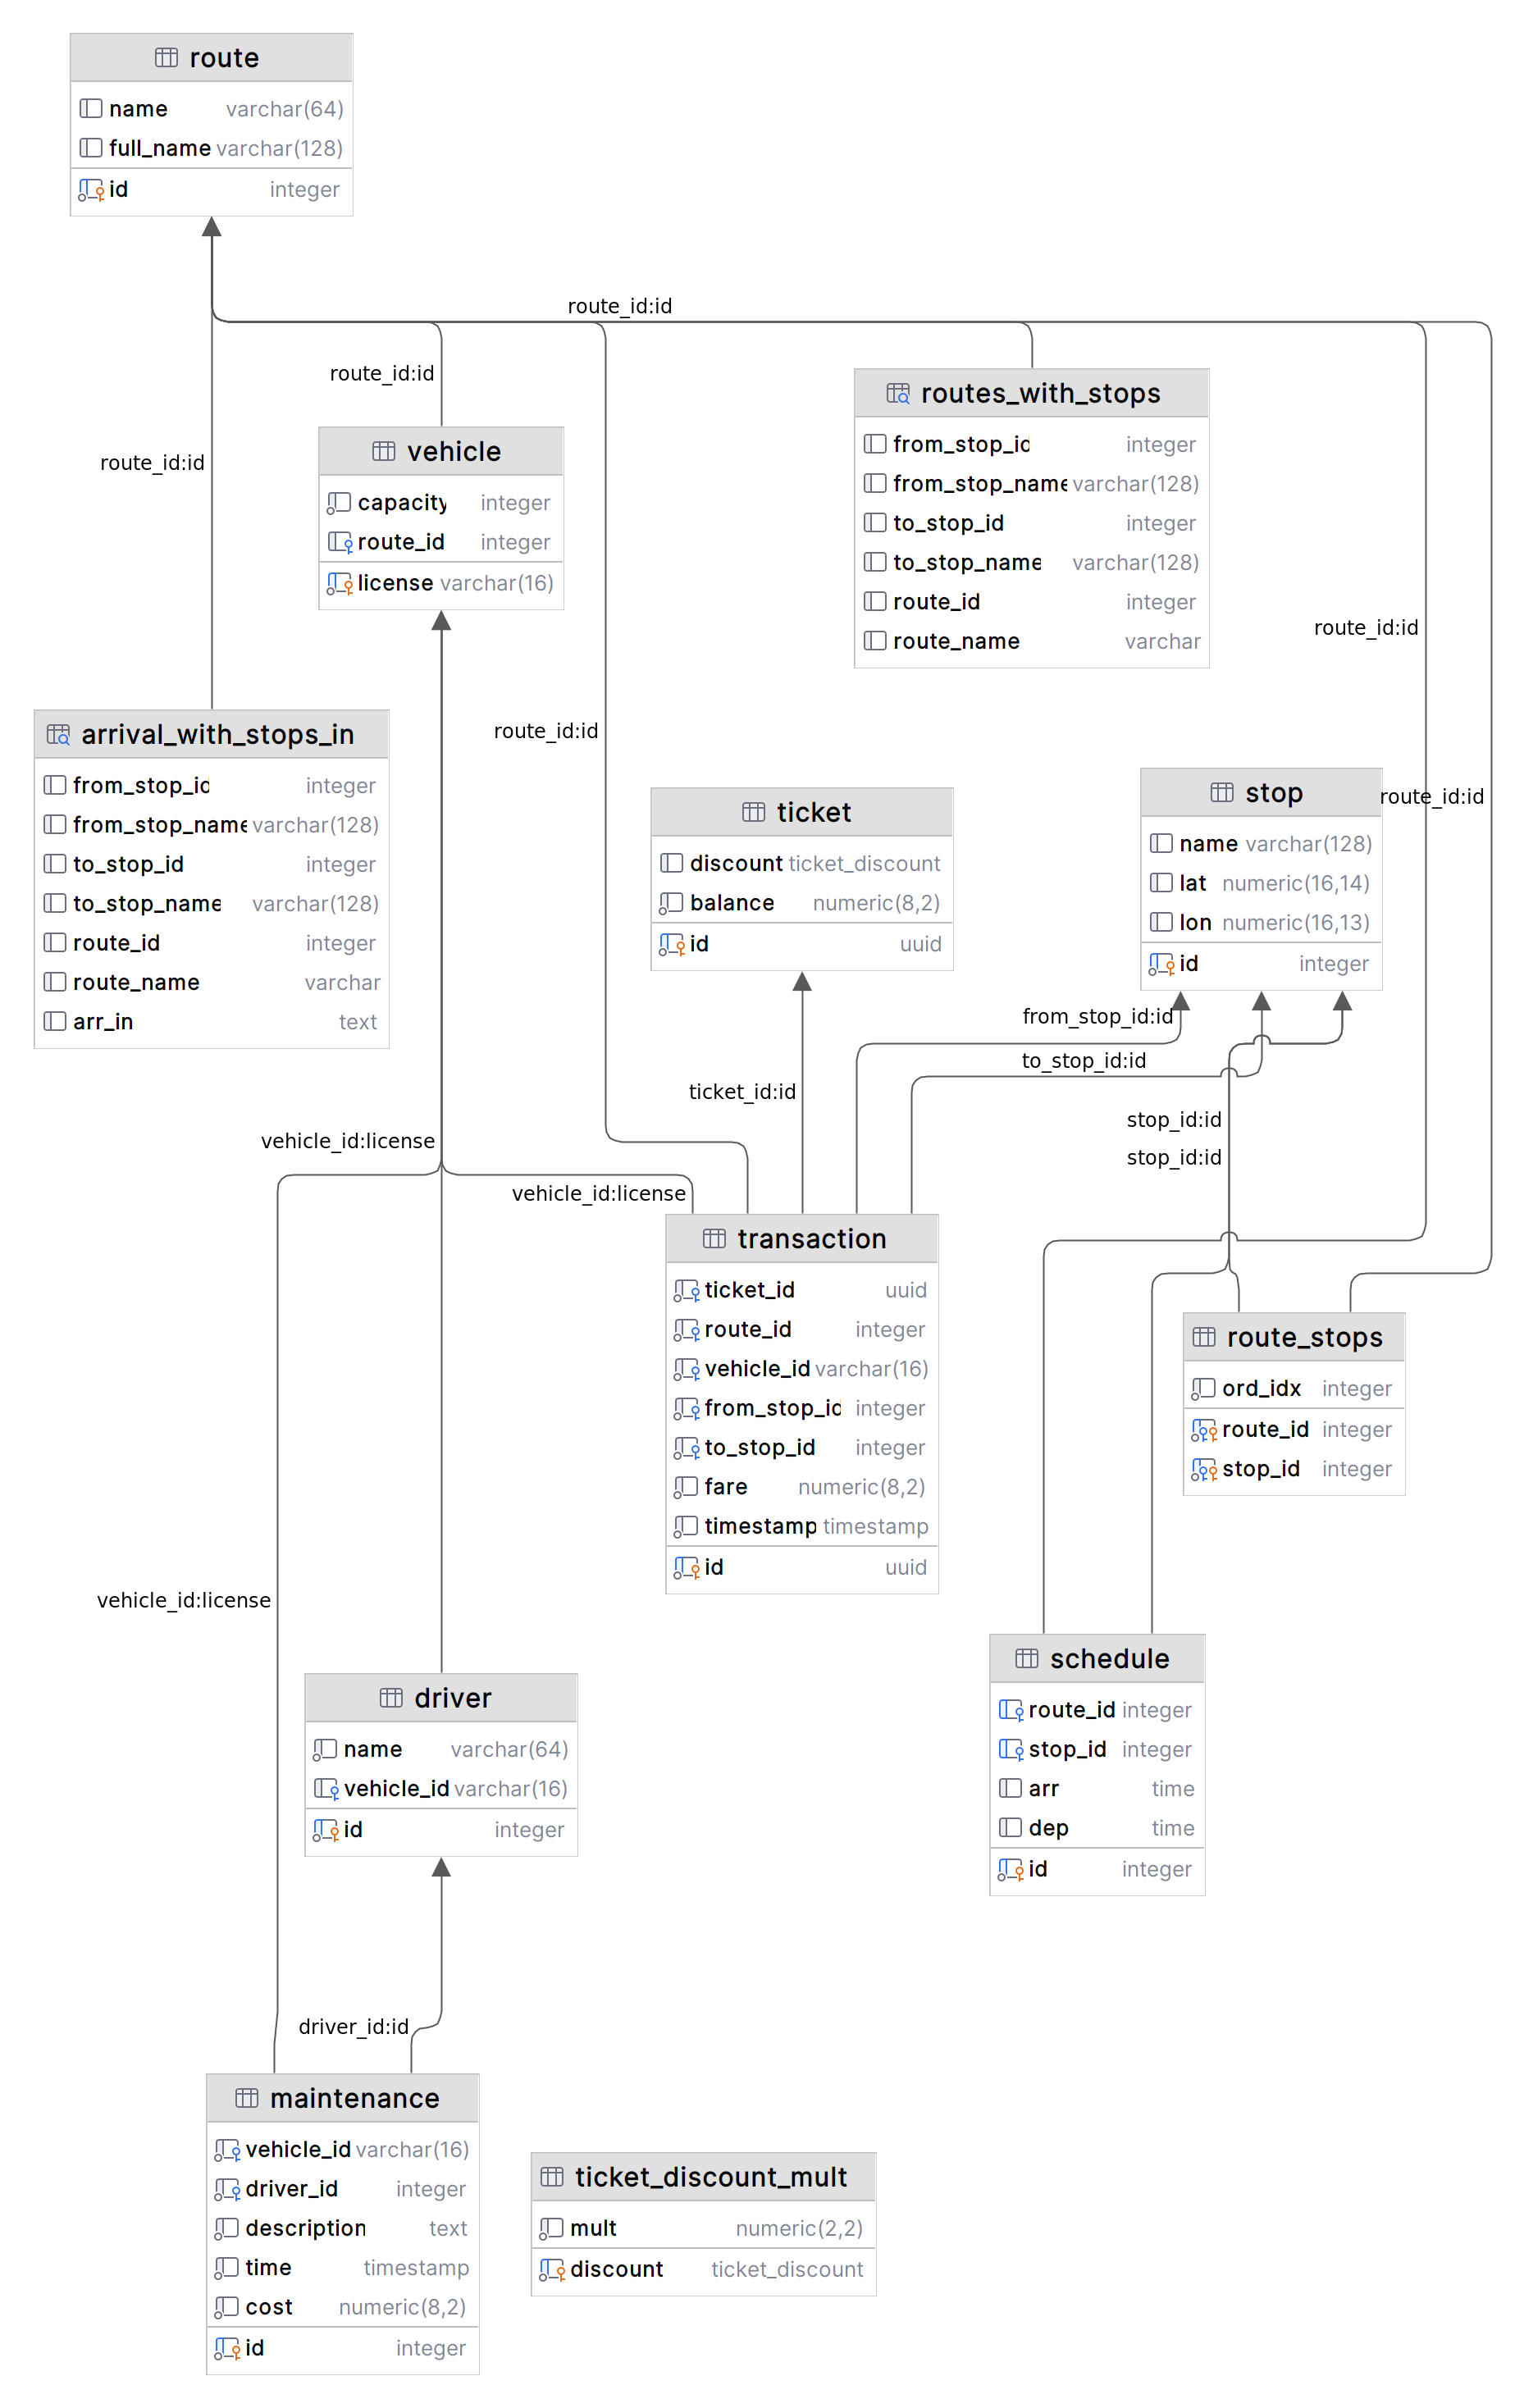 route
name varchar(64)
full_name varchar(128)
id integer
route_id:id
route_id:id
route_id:id
vehicle
capacity integer
route_id integer
license varchar(16)
routes_with_stops
from_stop_id integer
from_stop_name varchar(128)
to_stop_id integer
to_stop_name varchar(128)
route_id integer
route_name varchar
route_id:id
route_id:id
route_id:id
arrival_with_stops_in
from_stop_id integer
from_stop_name varchar(128)
to_stop_id integer
to_stop_name varchar(128)
route_id integer
route_name varchar
arr_in text
ticket
discount ticket_discount
balance numeric(8,2)
id uuid
stop
name varchar(128)
lat numeric(16,14)
lon numeric(16,13)
id integer
from_stop_id:id
to_stop_id:id
ticket_id:id
stop_id:id
stop_id:id
vehicle_id:license
vehicle_id:license
transaction
ticket_id uuid
route_id integer
vehicle_id varchar(16)
from_stop_id integer
to_stop_id integer
fare numeric(8,2)
timestamp timestamp
id uuid
route_stops
ord_idx integer
route_id integer
stop_id integer
vehicle_id:license
driver
name varchar(64)
vehicle_id varchar(16)
id integer
schedule
route_id integer
stop_id integer
arr time
dep time
id integer
driver_id:id
maintenance
vehicle_id varchar(16)
driver_id integer
description text
time timestamp
cost numeric(8,2)
id integer
ticket_discount_mult
mult numeric(2,2)
discount ticket_discount